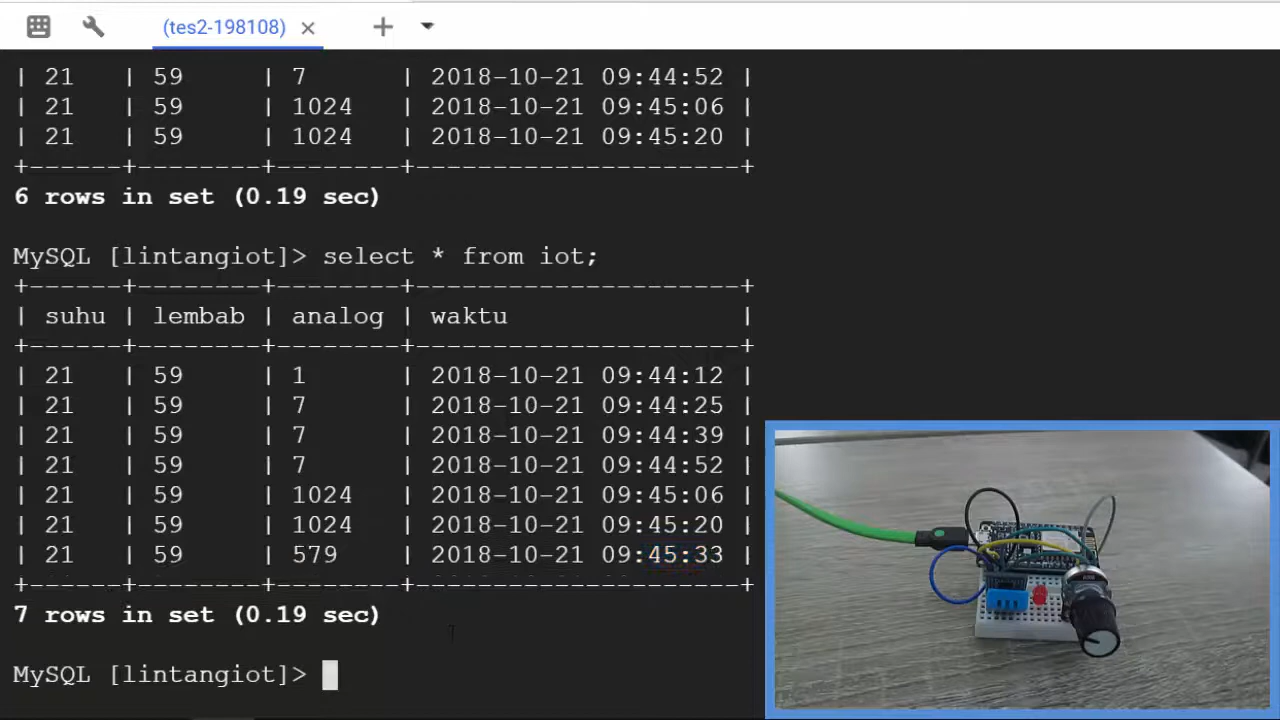 (tes2-198108)
| 21 | 59 | 7 | 2018-10-21 09:44:52 |
| 21 | 59 | 1024 | 2018-10-21 09:45:06 |
| 21 | 59 | 1024 | 2018-10-21 09:45:20 |
+------+--------+--------+---------------------+
6 rows in set (0.19 sec)
MySQL [lintangiot]> select * from iot;
+------+--------+--------+---------------------+
| suhu | lembab | analog | waktu |
+------+--------+--------+---------------------+
| 21 | 59 | 1 | 2018-10-21 09:44:12 |
| 21 | 59 | 7 | 2018-10-21 09:44:25 |
| 21 | 59 | 7 | 2018-10-21 09:44:39 |
| 21 | 59 | 7 | 2018-10-21 09:44:52 |
| 21 | 59 | 1024 | 2018-10-21 09:45:06 |
| 21 | 59 | 1024 | 2018-10-21 09:45:20 |
| 21 | 59 | 579 | 2018-10-21 09:45:33 |
+------+--------+--------+---------------------+
7 rows in set (0.19 sec)
MySQL [lintangiot]>